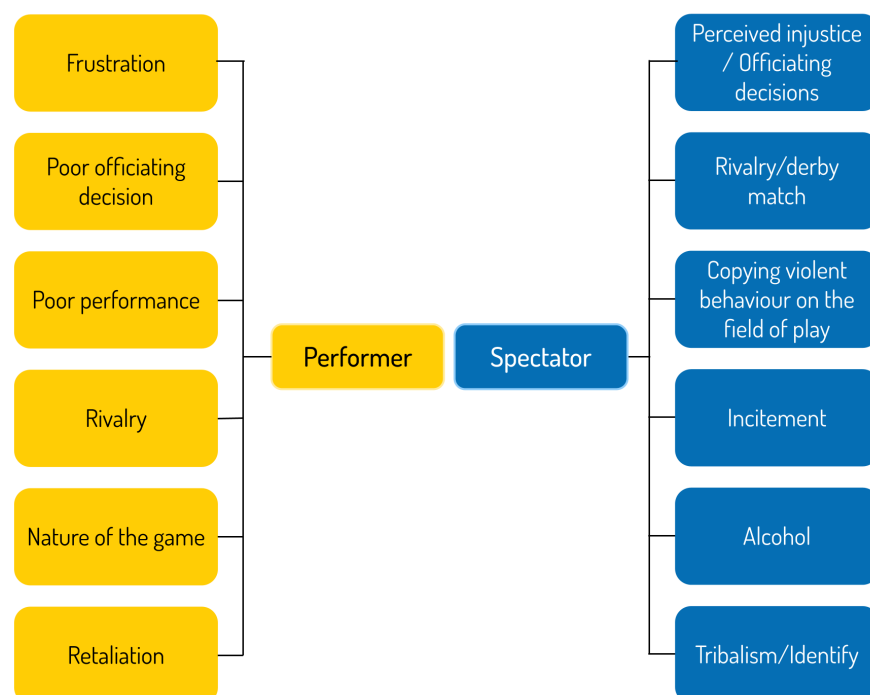 Frustration
Poor officiating
decision
Poor performance
Rivalry
Nature of the game
Retaliation
Performer
Spectator
Perceived injustice
/ Officiating
decisions
Rivalry/derby
match
Copying violent
behaviour on the
field of play
Incitement
Alcohol
Tribalism/Identify